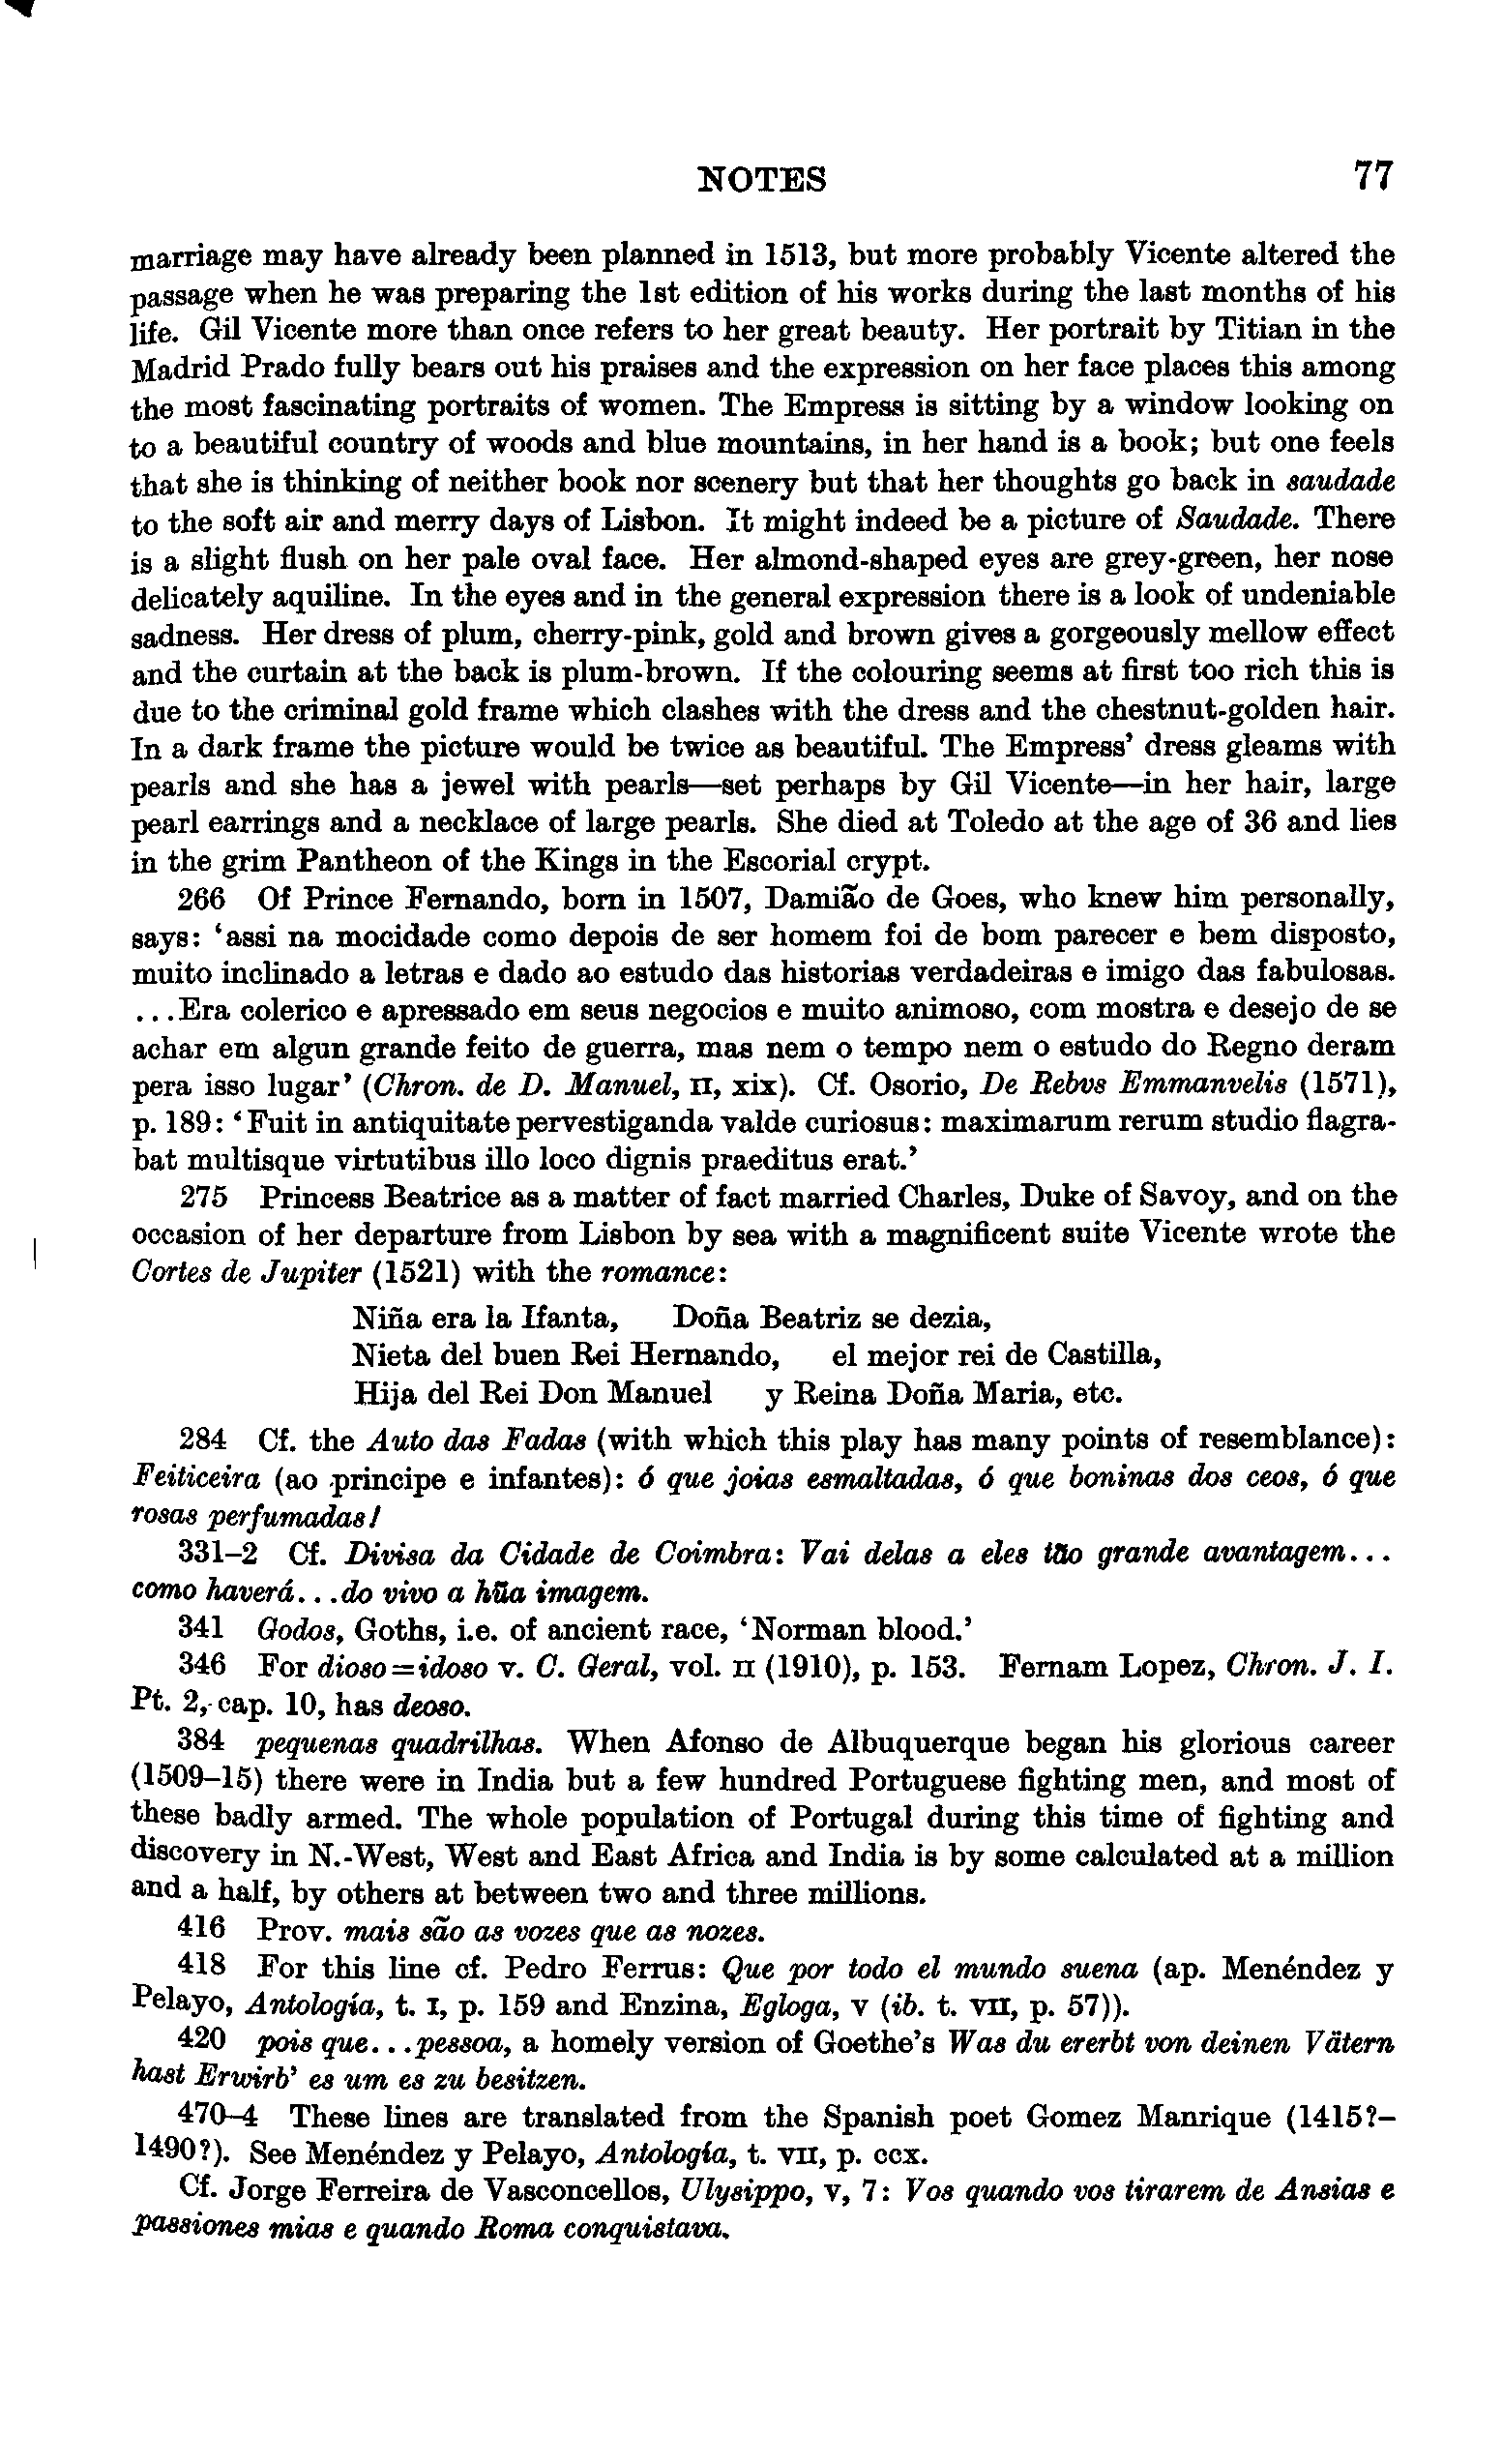 NOTES 77
marriage may have already been planned in 1513, but more probably Vicente altered the
passage when he was preparing the 1st edition of his works during the last months of his
life. Gil Vicente more than once refers to her great beauty. Her portrait by Titian in the
Madrid Prado fully bears out his praises and the expression on her face places this among
the most fascinating portraits of women. The Empress is sitting by a window looking on
to a beautiful country of woods and blue mountains, in her hand is a book; but one feels
that she is thinking of neither book nor scenery but that her thoughts go back in saudade
to the soft air and merry days of Lisbon. It might indeed be a picture of Saudade. There
is a slight flush on her pale oval face. Her almond-shaped eyes are grey-green, her nose
delicately aquiline. In the eyes and in the general expression there is a look of undeniable
sadness. Her dress of plum, cherry-pink, gold and brown gives a gorgeously mellow effect
and the curtain at the back is plum-brown. If the colouring seems at first too rich this is
due to the criminal gold frame which clashes with the dress and the chestnut-golden hair.
In a dark frame the picture would be twice as beautiful. The Empress' dress gleams with
pearls and she has a jewel with pearls—set perhaps by Gil Vicente—in her hair, large
pearl earrings and a necklace of large pearls. She died at Toledo at the age of 36 and lies
in the grim Pantheon of the Kings in the Escorial crypt.
266 Of Prince Fernando, born in 1507, Damião de Goes, who knew him personally,
says: 'assi na mocidade como depois de ser homem foi de bom parecer e bem disposto,
muito inclinado a letras e dado ao estudo das historias verdadeiras e imigo das fabulosas.
...Era colerico e apressado em seus negocios e muito animoso, com mostra e desejo de se
achar em algun grande feito de guerra, mas nem o tempo nem o estudo do Regno deram
pera isso lugar' (Chron. de D. Manuel, II, xix). Cf. Osorio, De Rebvs Emmanvelis (1571),
p. 189: 'Fuit in antiquitate pervestiganda valde curiosus: maximarum rerum studio flagra-
bat multisque virtutibus illo loco dignis praeditus erat.'
275 Princess Beatrice as a matter of fact married Charles, Duke of Savoy, and on the
occasion of her departure from Lisbon by sea with a magnificent suite Vicente wrote the
Cortes de Jupiter (1521) with the romance:
Niña era la Ifanta, Doña Beatriz se dezia,
Nieta del buen Rei Hernando, el mejor rei de Castilla,
Hija del Rei Don Manuel y Reina Doña Maria, etc.
284 Cf. the Auto das Fadas (with which this play has many points of resemblance):
Feiticeira (ao principe e infantes): ó que joias esmaltadas, ó que boninas dos ceos, ó que
rosas perfumadas!
331–2 Cf. Divisa da Cidade de Coimbra: Vai delas a eles tão grande avantagem...
como haverá...do vivo a hũa imagem.
341 Godos, Goths, i.e. of ancient race, 'Norman blood.'
346 For dioso=idoso v. C. Geral, vol. II (1910), p. 153. Fernam Lopez, Chron. J. I.
Pt. 2, cap. 10, has deoso.
384 pequenas quadrilhas. When Afonso de Albuquerque began his glorious career
(1509–15) there were in India but a few hundred Portuguese fighting men, and most of
these badly armed. The whole population of Portugal during this time of fighting and
discovery in N.-West, West and East Africa and India is by some calculated at a million
and a half, by others at between two and three millions.
416 Prov. mais são as vozes que as nozes.
418 For this line cf. Pedro Ferrus: Que por todo el mundo suena (ap. Menéndez y
Pelayo, Antología, t. I, p. 159 and Enzina, Egloga, V (ib. t. VII, p. 57)).
420 pois que...pessoa, a homely version of Goethe's Was du ererbt von deinen Vätern
hast Erwirb' es um es zu besitzen.
470–4 These lines are translated from the Spanish poet Gomez Manrique (1415?–
1490?). See Menéndez y Pelayo, Antología, t. VII, p. ccx.
Cf. Jorge Ferreira de Vasconcellos, Ulysippo, V, 7: Vos quando vos tirarem de Ansias e
passiones mias e quando Roma conquistava.